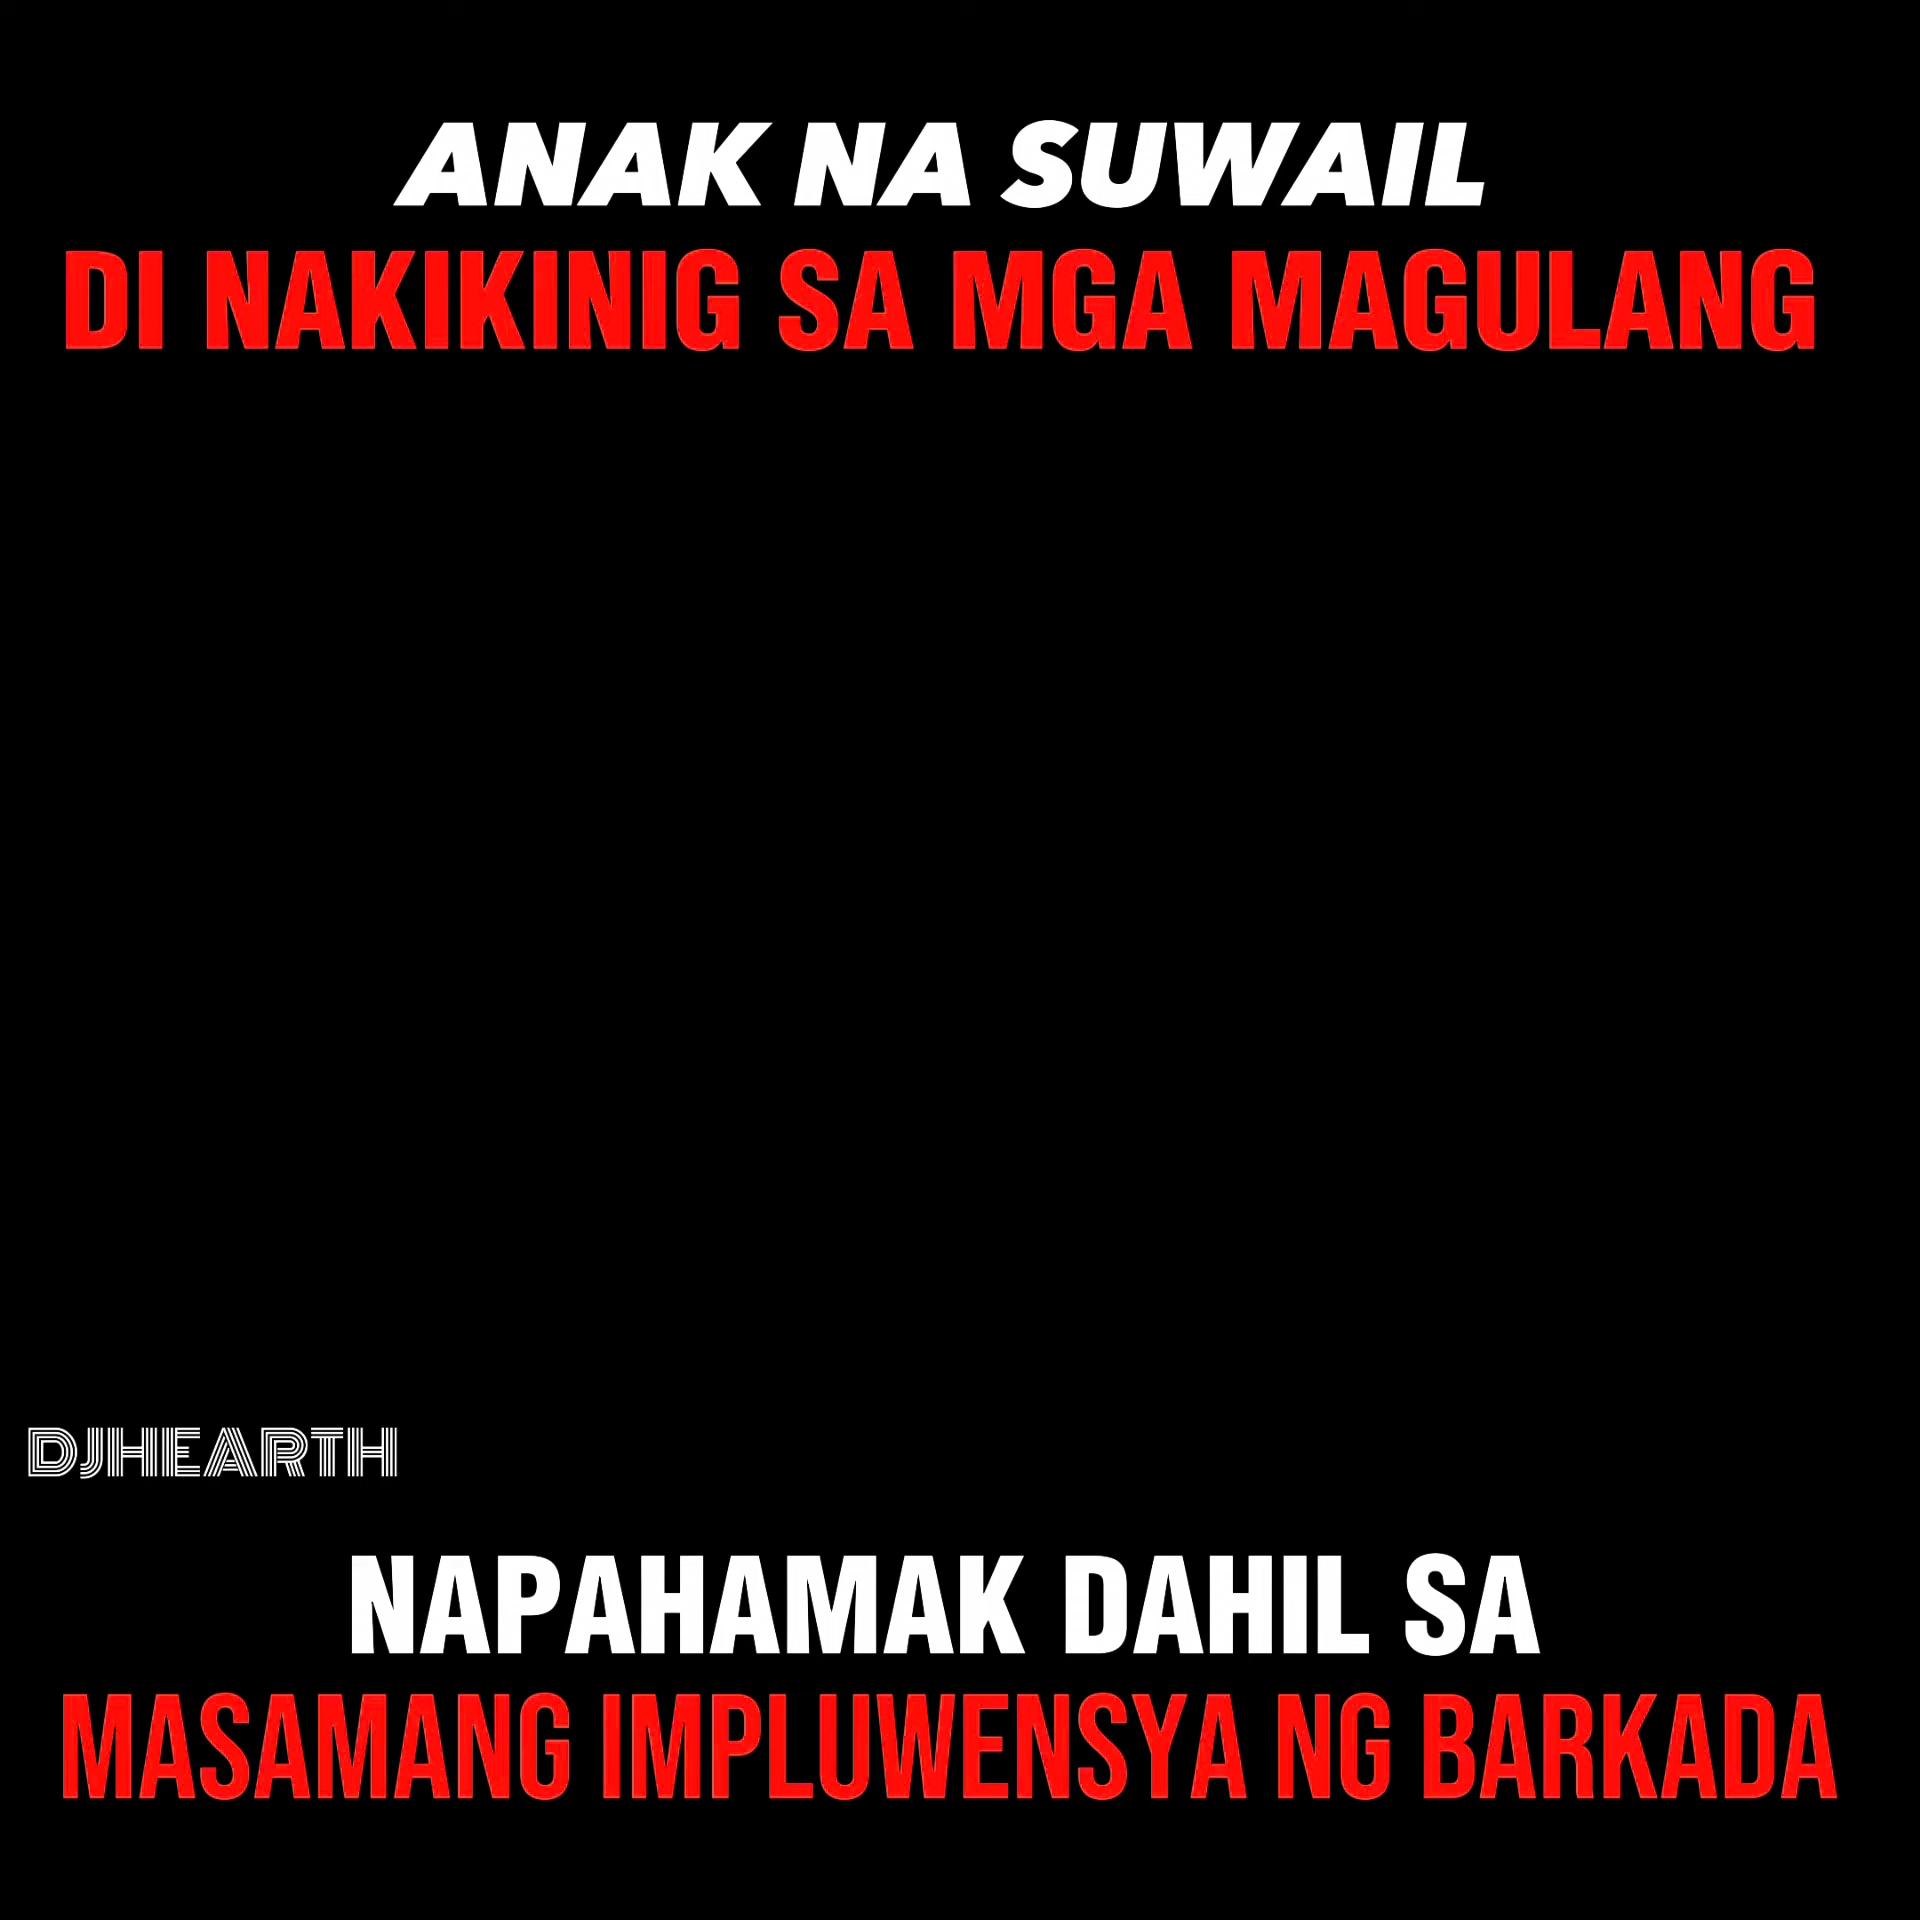 ANAK NA SUWAIL
DI NAKIKINIG SA MGA MAGULANG
DJHEARTH
NAPAHAMAK DAHIL SA
MASAMANG IMPLUWENSYA NG BARKADA